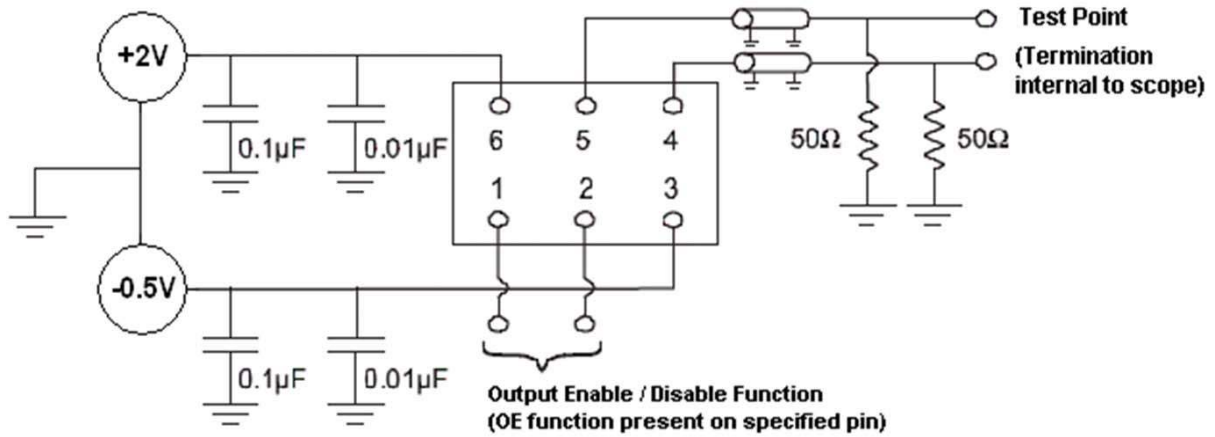 +2V
0.1µF
0.01µF
6
5
4
1
2
3
Test Point
(Termination
internal to scope)
50Ω
50Ω
-0.5V
0.1µF
0.01µF
Output Enable / Disable Function
(OE function present on specified pin)